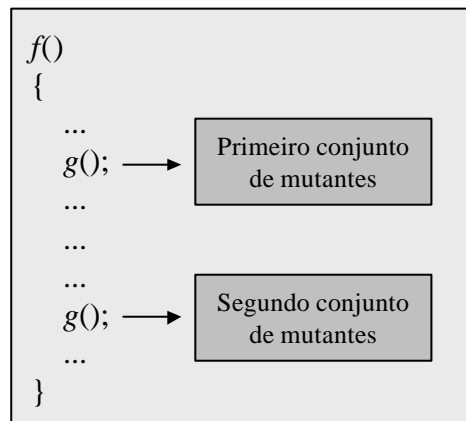 f()
{
...
g();
Primeiro conjunto
de mutantes
...
...
...
g();
Segundo conjunto
de mutantes
...
}